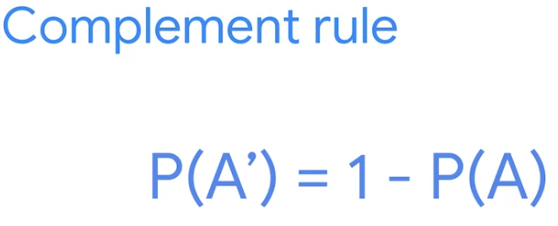 Complement rule
P(A’) = 1 - P(A)